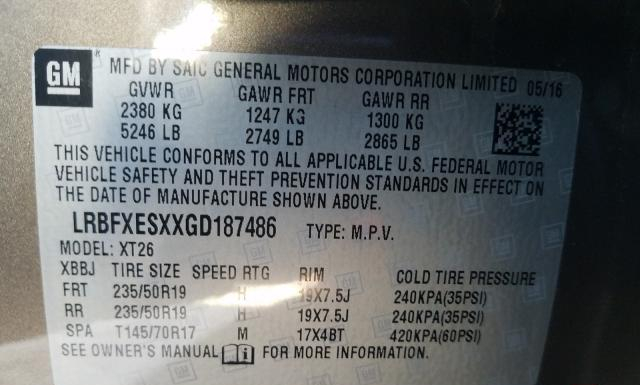 GM MFD BY SAIC GENERAL MOTORS CORPORATION LIMITED 05/16
GVWR GAWR FRT GAWR RR
2380 KG 1247 KG 1300 KG
5246 LB 2749 LB 2865 LB
THIS VEHICLE CONFORMS TO ALL APPLICABLE U.S. FEDERAL MOTOR
VEHICLE SAFETY AND THEFT PREVENTION STANDARDS IN EFFECT ON
THE DATE OF MANUFACTURE SHOWN ABOVE.
LRBFXESXXGD187486 TYPE: M.P.V.
MODEL: XT26
XBBJ TIRE SIZE SPEED RTG RIM COLD TIRE PRESSURE
FRT 235/50R19 H 19X7.5J 240KPA(35PSI)
RR 235/50R19 H 19X7.5J 240KPA(35PSI)
SPA T145/70R17 M 17X4BT 420KPA(60PSI)
SEE OWNER'S MANUAL FOR MORE INFORMATION.